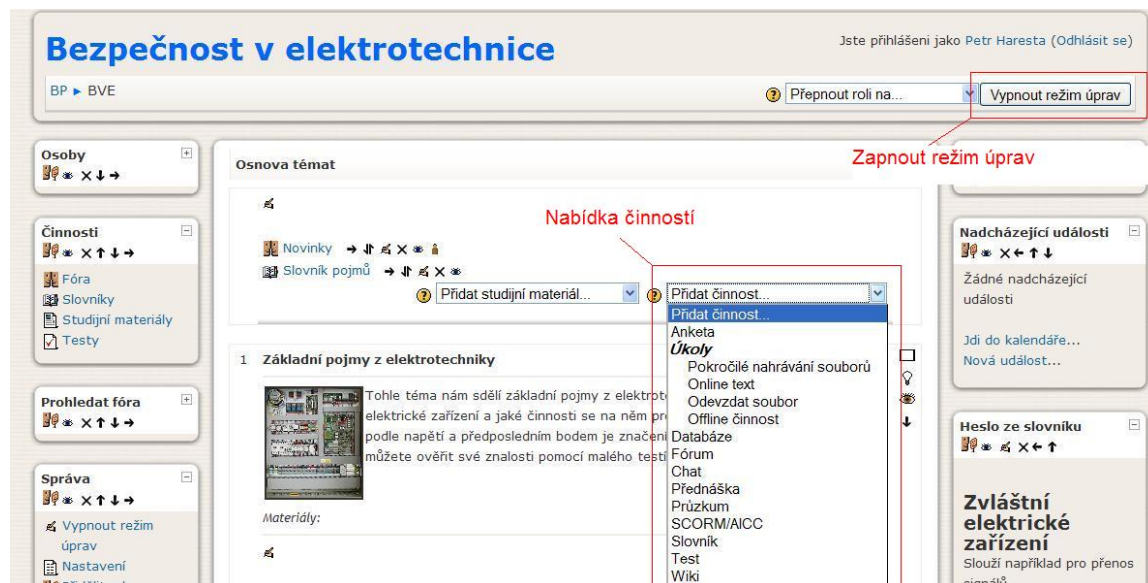 Bezpečnost v elektrotechnice
Jste přihlášeni jako Petr Haresta (Odhlásit se)
BP ► BVE
Přepnout roli na...
Vypnout režim úprav
Zapnout režim úprav
Osoby
Činnosti
Fóra
Slovníky
Studijní materiály
Testy
Prohledat fóra
Správa
Vypnout režim
úprav
Nastavení
Osnova témat
Nabídka činností
Novinky
Slovník pojmů
Přidat studijní materiál...
Přidat činnost...
Přidat činnost...
Anketa
Úkoly
Pokročilé nahrávání souborů
Online text
Odevzdat soubor
Offline činnost
Databáze
Fórum
Chat
Přednáška
Průzkum
SCORM/AICC
Slovník
Test
Wiki
1 Základní pojmy z elektrotechniky
Tohle téma nám sdělí základní pojmy z
elektrické zařízení a jaké činnosti se na něm
podle napětí a předposledním bodem je
můžete ověřit své znalosti pomocí malého
Materiály:
Nadcházející události
Žádné nadcházející
události
Jdi do kalendáře...
Nová událost...
Heslo ze slovníku
Zvláštní
elektrické
zařízení
Slouží například pro přenos